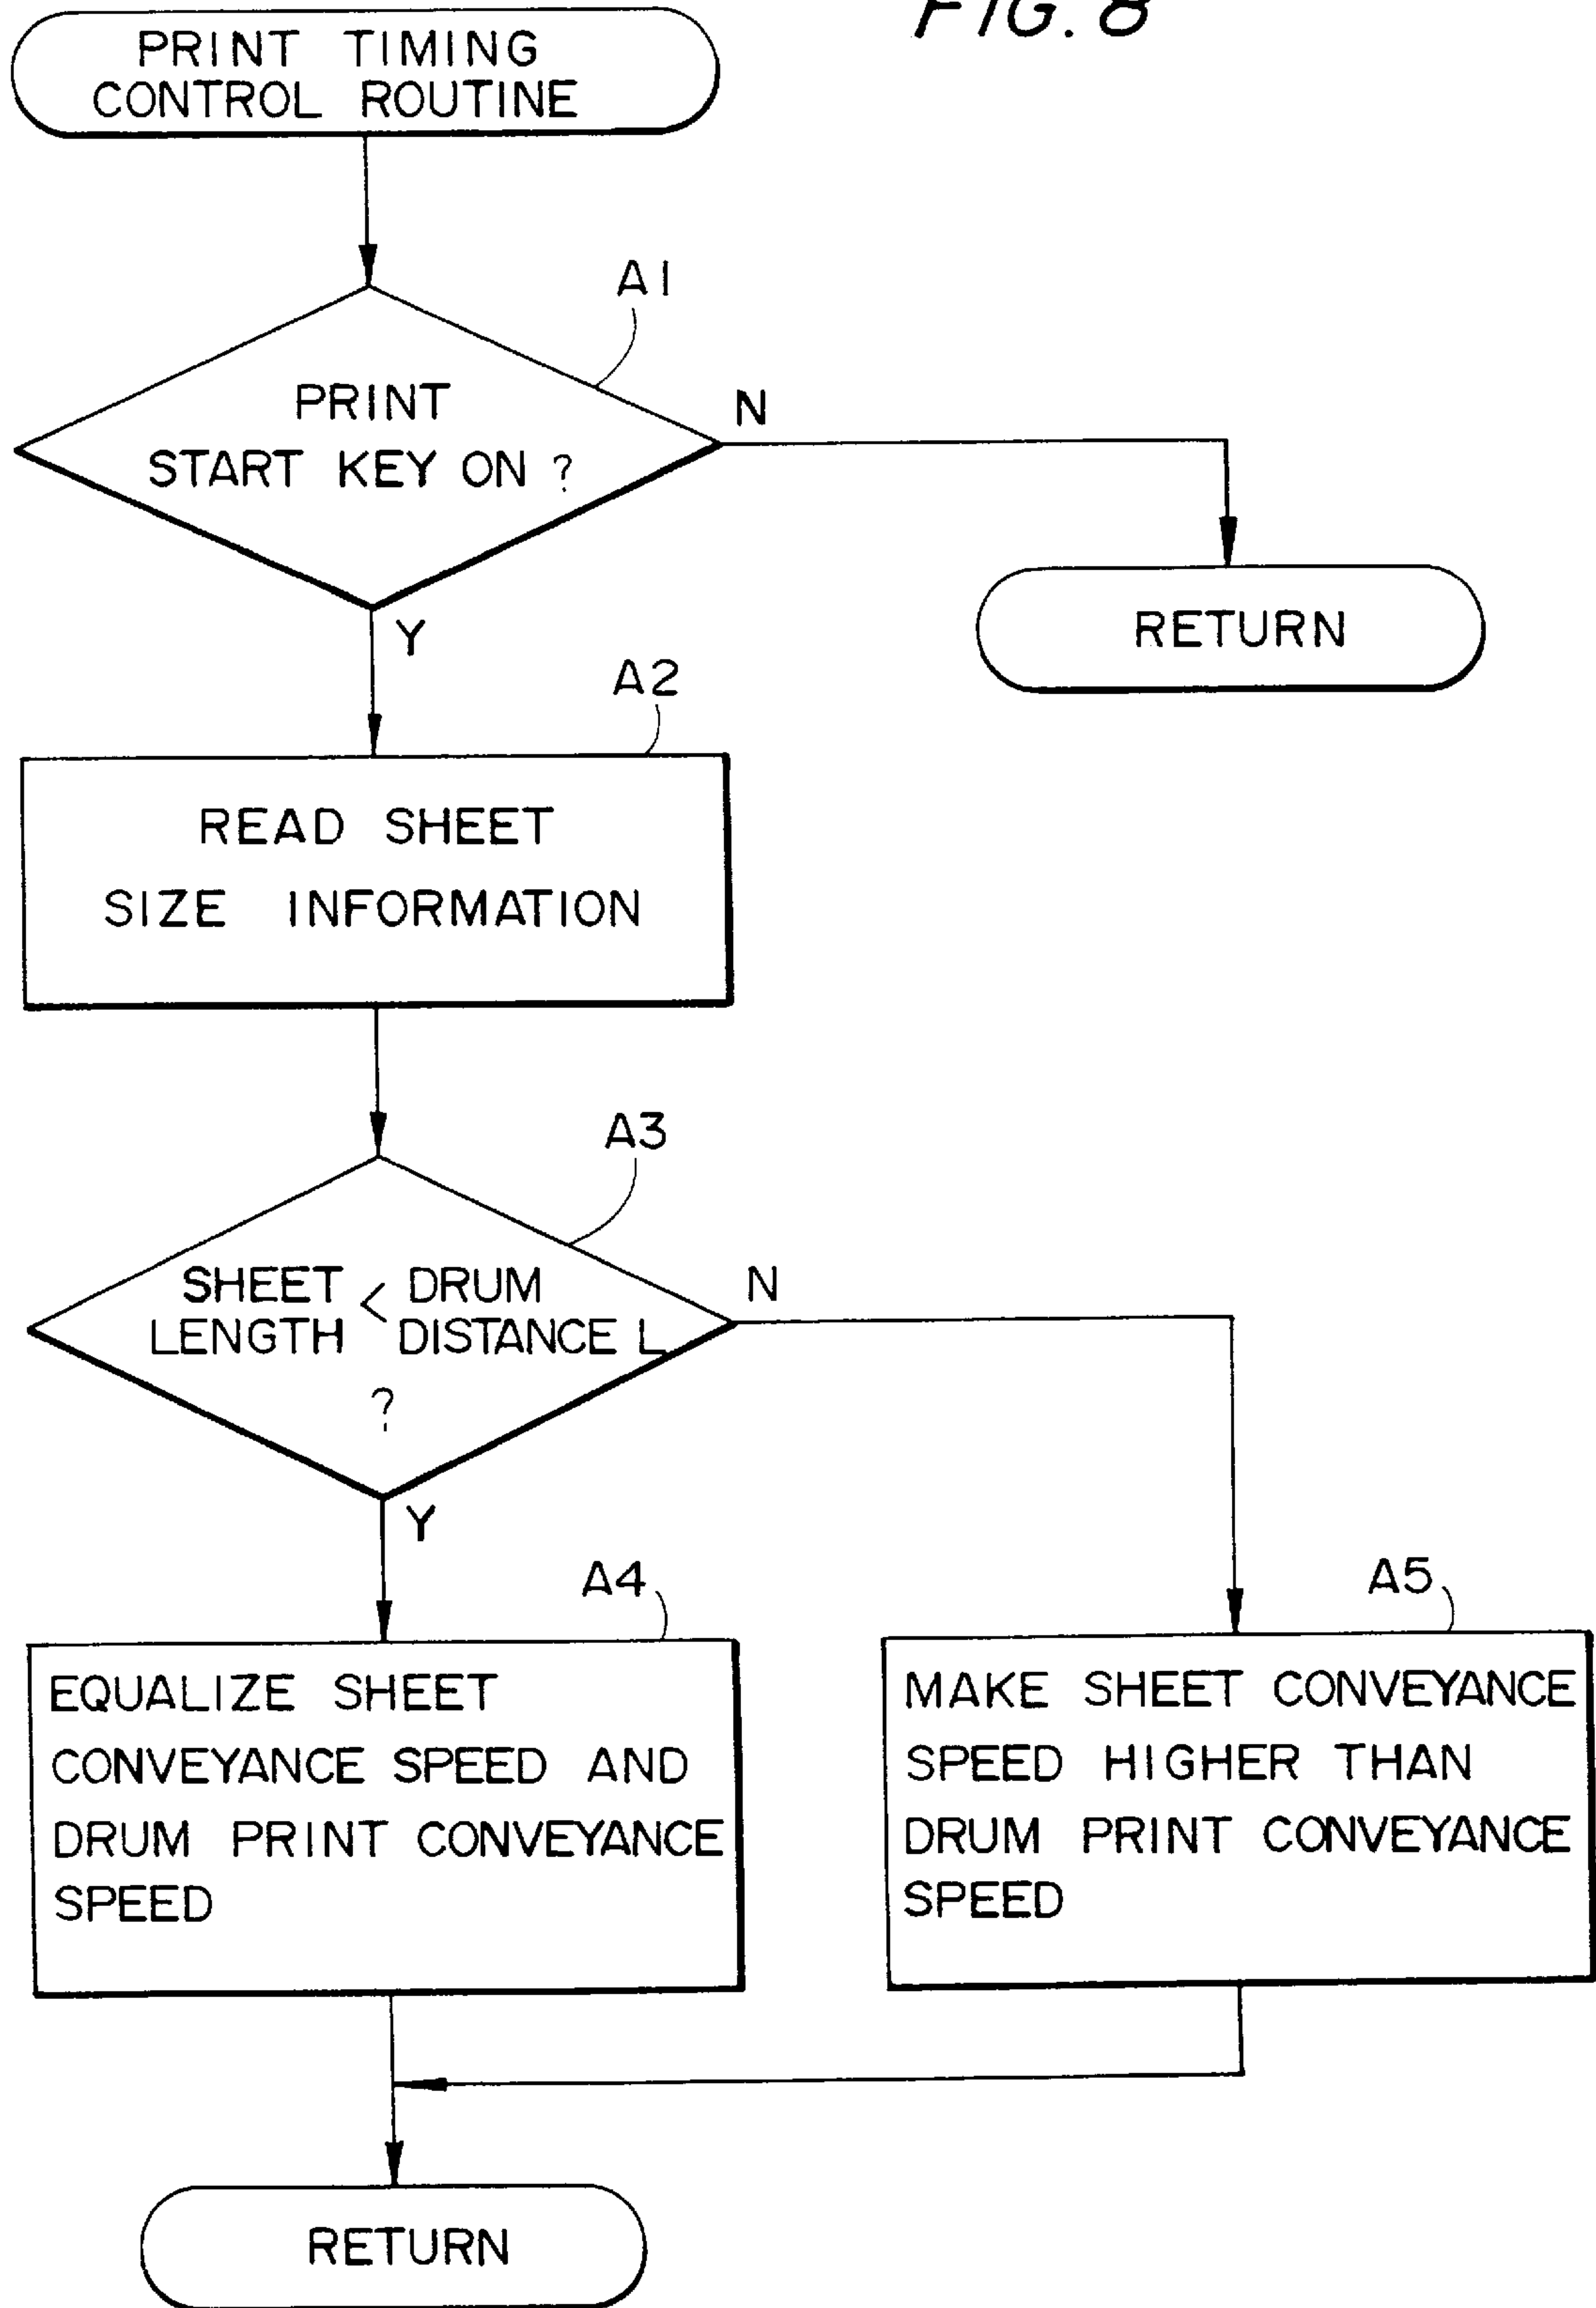 FIG. 8
PRINT TIMING
CONTROL ROUTINE
A1
PRINT
START KEY ON ?
N
Y
RETURN
A2
READ SHEET
SIZE INFORMATION
A3
SHEET < DRUM
LENGTH DISTANCE L
?
N
Y
A4
EQUALIZE SHEET
CONVEYANCE SPEED AND
DRUM PRINT CONVEYANCE
SPEED
A5
MAKE SHEET CONVEYANCE
SPEED HIGHER THAN
DRUM PRINT CONVEYANCE
SPEED
RETURN